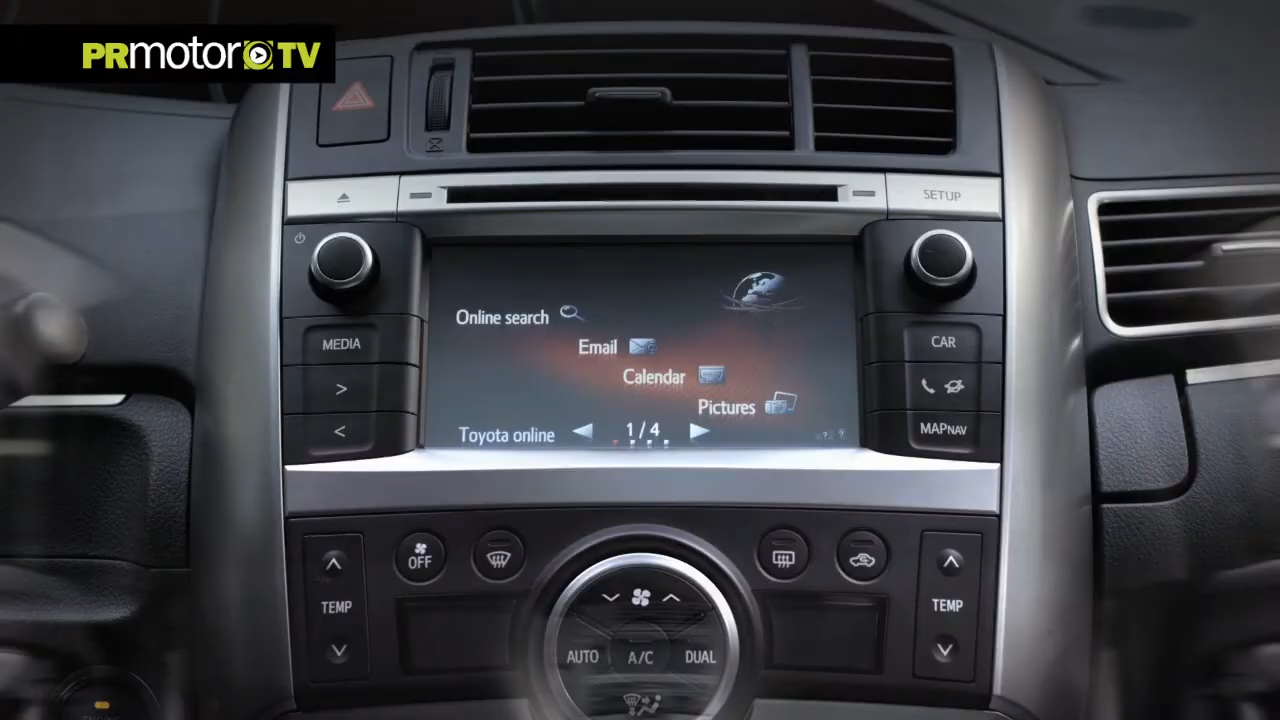 PRmotor TV
SETUP
MEDIA
>
<
Online search
Email
Calendar
Pictures
Toyota online
1/4
CAR
MAPNAV
TEMP
OFF
AUTO
A/C
DUAL
TEMP